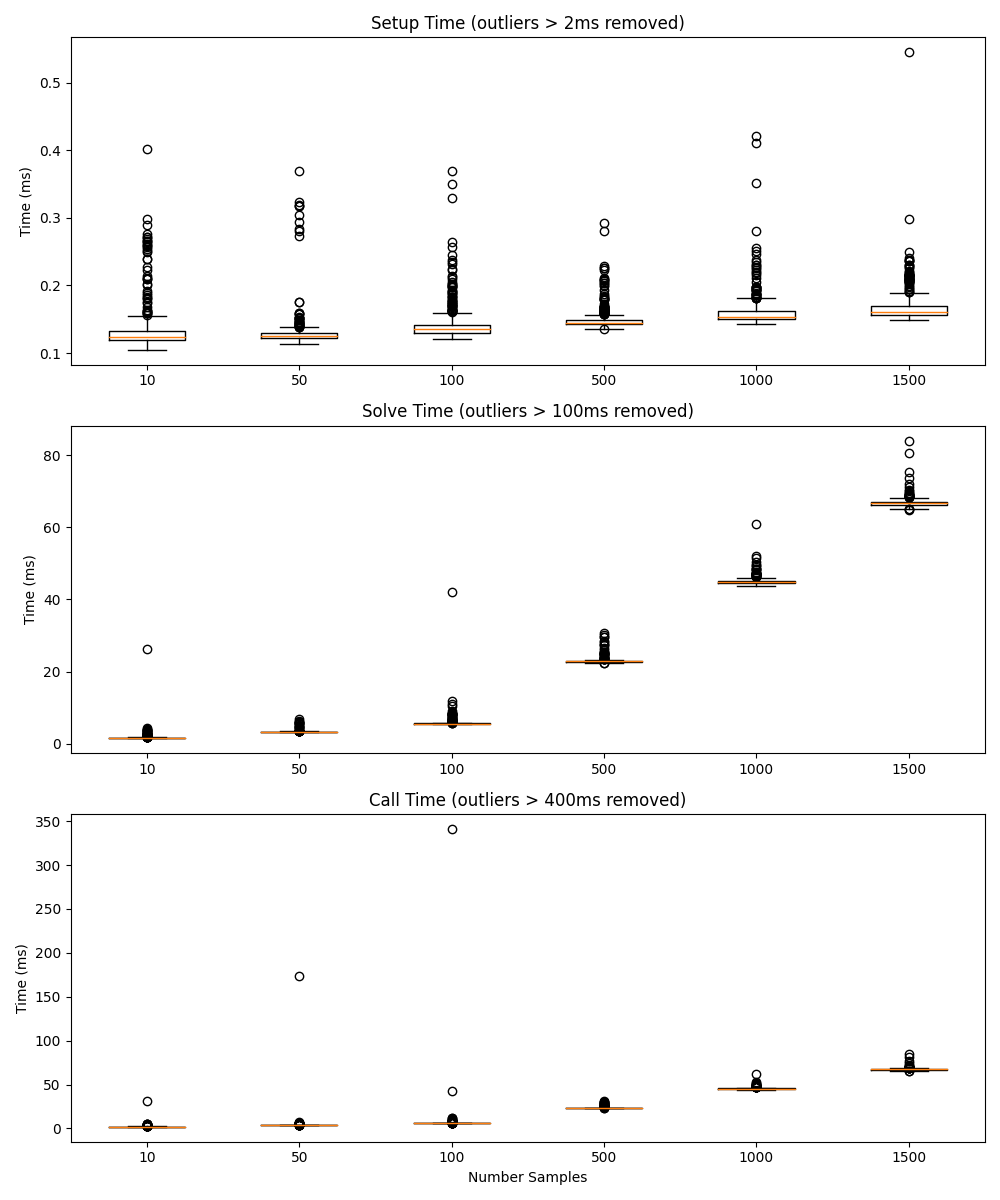 Setup Time (outliers > 2ms removed)
Time (ms)
0.5
0.4
0.3
0.2
0.1
10 50 100 500 1000 1500
Solve Time (outliers > 100ms removed)
Time (ms)
80
60
40
20
0
10 50 100 500 1000 1500
Call Time (outliers > 400ms removed)
Time (ms)
350
300
250
200
150
100
50
0
10 50 100 500 1000 1500
Number Samples